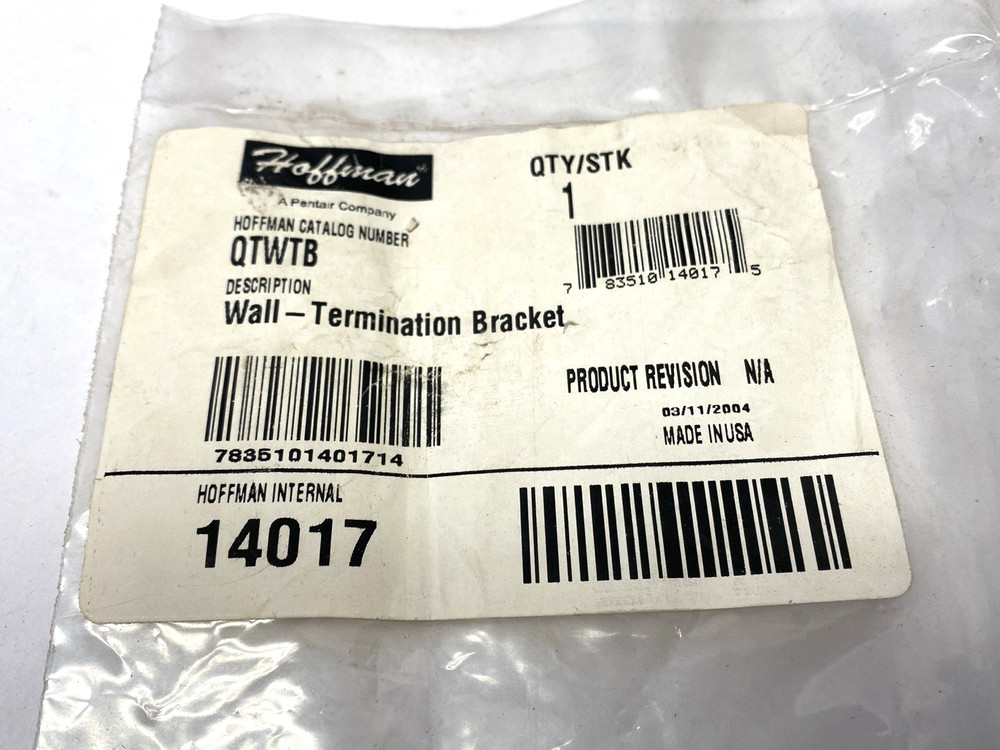 Hoffman
A Pentair Company
HOFFMAN CATALOG NUMBER
QTWTB
DESCRIPTION
Wall – Termination Bracket
7835101401714
QTY/STK
1
7 83510 14017 5
PRODUCT REVISION N/A
03/11/2004
MADE IN USA
HOFFMAN INTERNAL
14017